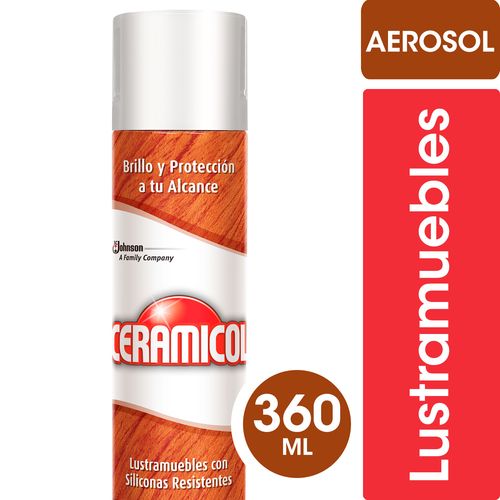 AEROSOL
Brillo y Protección
a tu Alcance
SC Johnson
A Family Company
CERAMICOL
Lustramuebles con
Siliconas Resistentes
360
ML
Lustramuebles